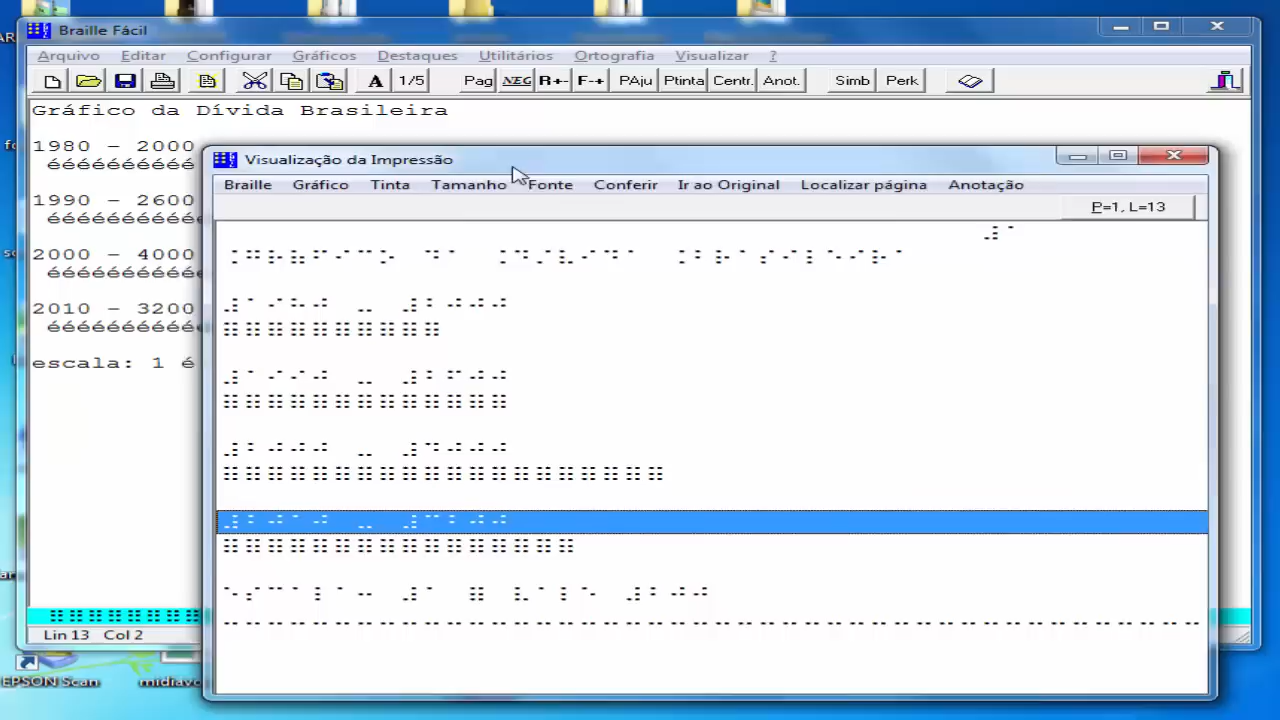 Braille Fácil
Arquivo Editar Configurar Gráficos Destaques Utilitários Ortografia Visualizar ?
A 1/5 Pag NEG R+- F-+ PAju Ptinta Centr. Anot. Simb Perk
Gráfico da Dívida Brasileira
1980 - 2000
éééééééééé
1990 - 2600
éééééééééé
2000 - 4000
éééééééééé
2010 - 3200
éééééééééé
escala: 1 é
Lin 13 Col 2
Visualização da Impressão
Braille Gráfico Tinta Tamanho Fonte Conferir Ir ao Original Localizar página Anotação
P=1, L=13
⠼⠁
⠨⠛⠗⠷⠋⠊⠉⠕ ⠙⠁ ⠨⠙⠌⠧⠊⠙⠁ ⠨⠃⠗⠁⠎⠊⠇⠑⠊⠗⠁
⠼⠁⠊⠓⠚ ⠤ ⠼⠃⠚⠚⠚
⠿⠿⠿⠿⠿⠿⠿⠿⠿⠿
⠼⠁⠊⠊⠚ ⠤ ⠼⠃⠋⠚⠚
⠿⠿⠿⠿⠿⠿⠿⠿⠿⠿⠿⠿⠿
⠼⠃⠚⠚⠚ ⠤ ⠼⠙⠚⠚⠚
⠿⠿⠿⠿⠿⠿⠿⠿⠿⠿⠿⠿⠿⠿⠿⠿⠿⠿⠿⠿
⠼⠃⠚⠁⠚ ⠤ ⠼⠉⠃⠚⠚
⠿⠿⠿⠿⠿⠿⠿⠿⠿⠿⠿⠿⠿⠿⠿⠿
⠑⠎⠉⠁⠇⠁⠒ ⠼⠁ ⠿ ⠧⠁⠇⠑ ⠼⠃⠚⠚
EPSON Scan